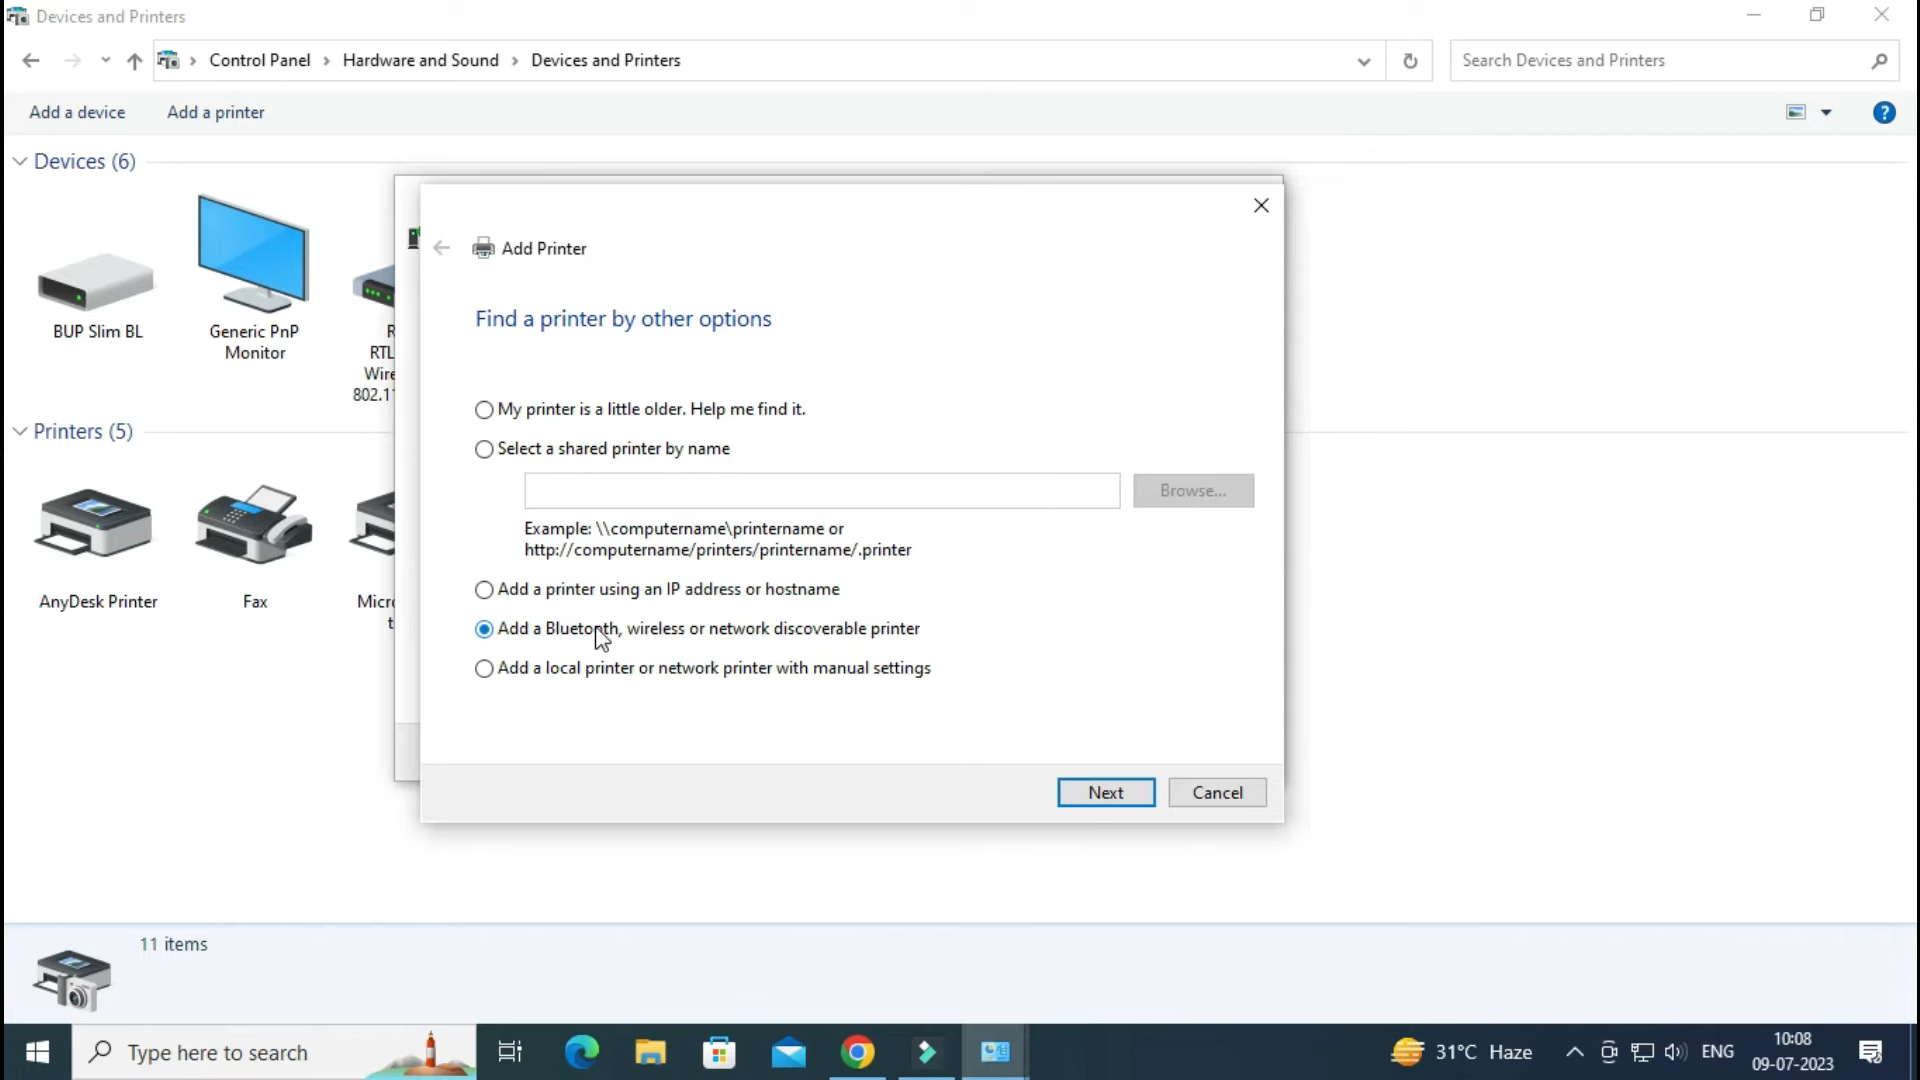 Devices and Printers
Control Panel > Hardware and Sound > Devices and Printers
Search Devices and Printers
Add a device
Add a printer
Devices (6)
BUP Slim BL
Generic PnP
Monitor
R
RTL
Wire
802.11
Printers (5)
AnyDesk Printer
Fax
Micro
t
Add Printer
Find a printer by other options
My printer is a little older. Help me find it.
Select a shared printer by name
Browse...
Example: \\computername\printername or
http://computername/printers/printername/.printer
Add a printer using an IP address or hostname
Add a Bluetooth, wireless or network discoverable printer
Add a local printer or network printer with manual settings
Next
Cancel
11 items
Type here to search
31°C Haze
ENG
10:08
09-07-2023